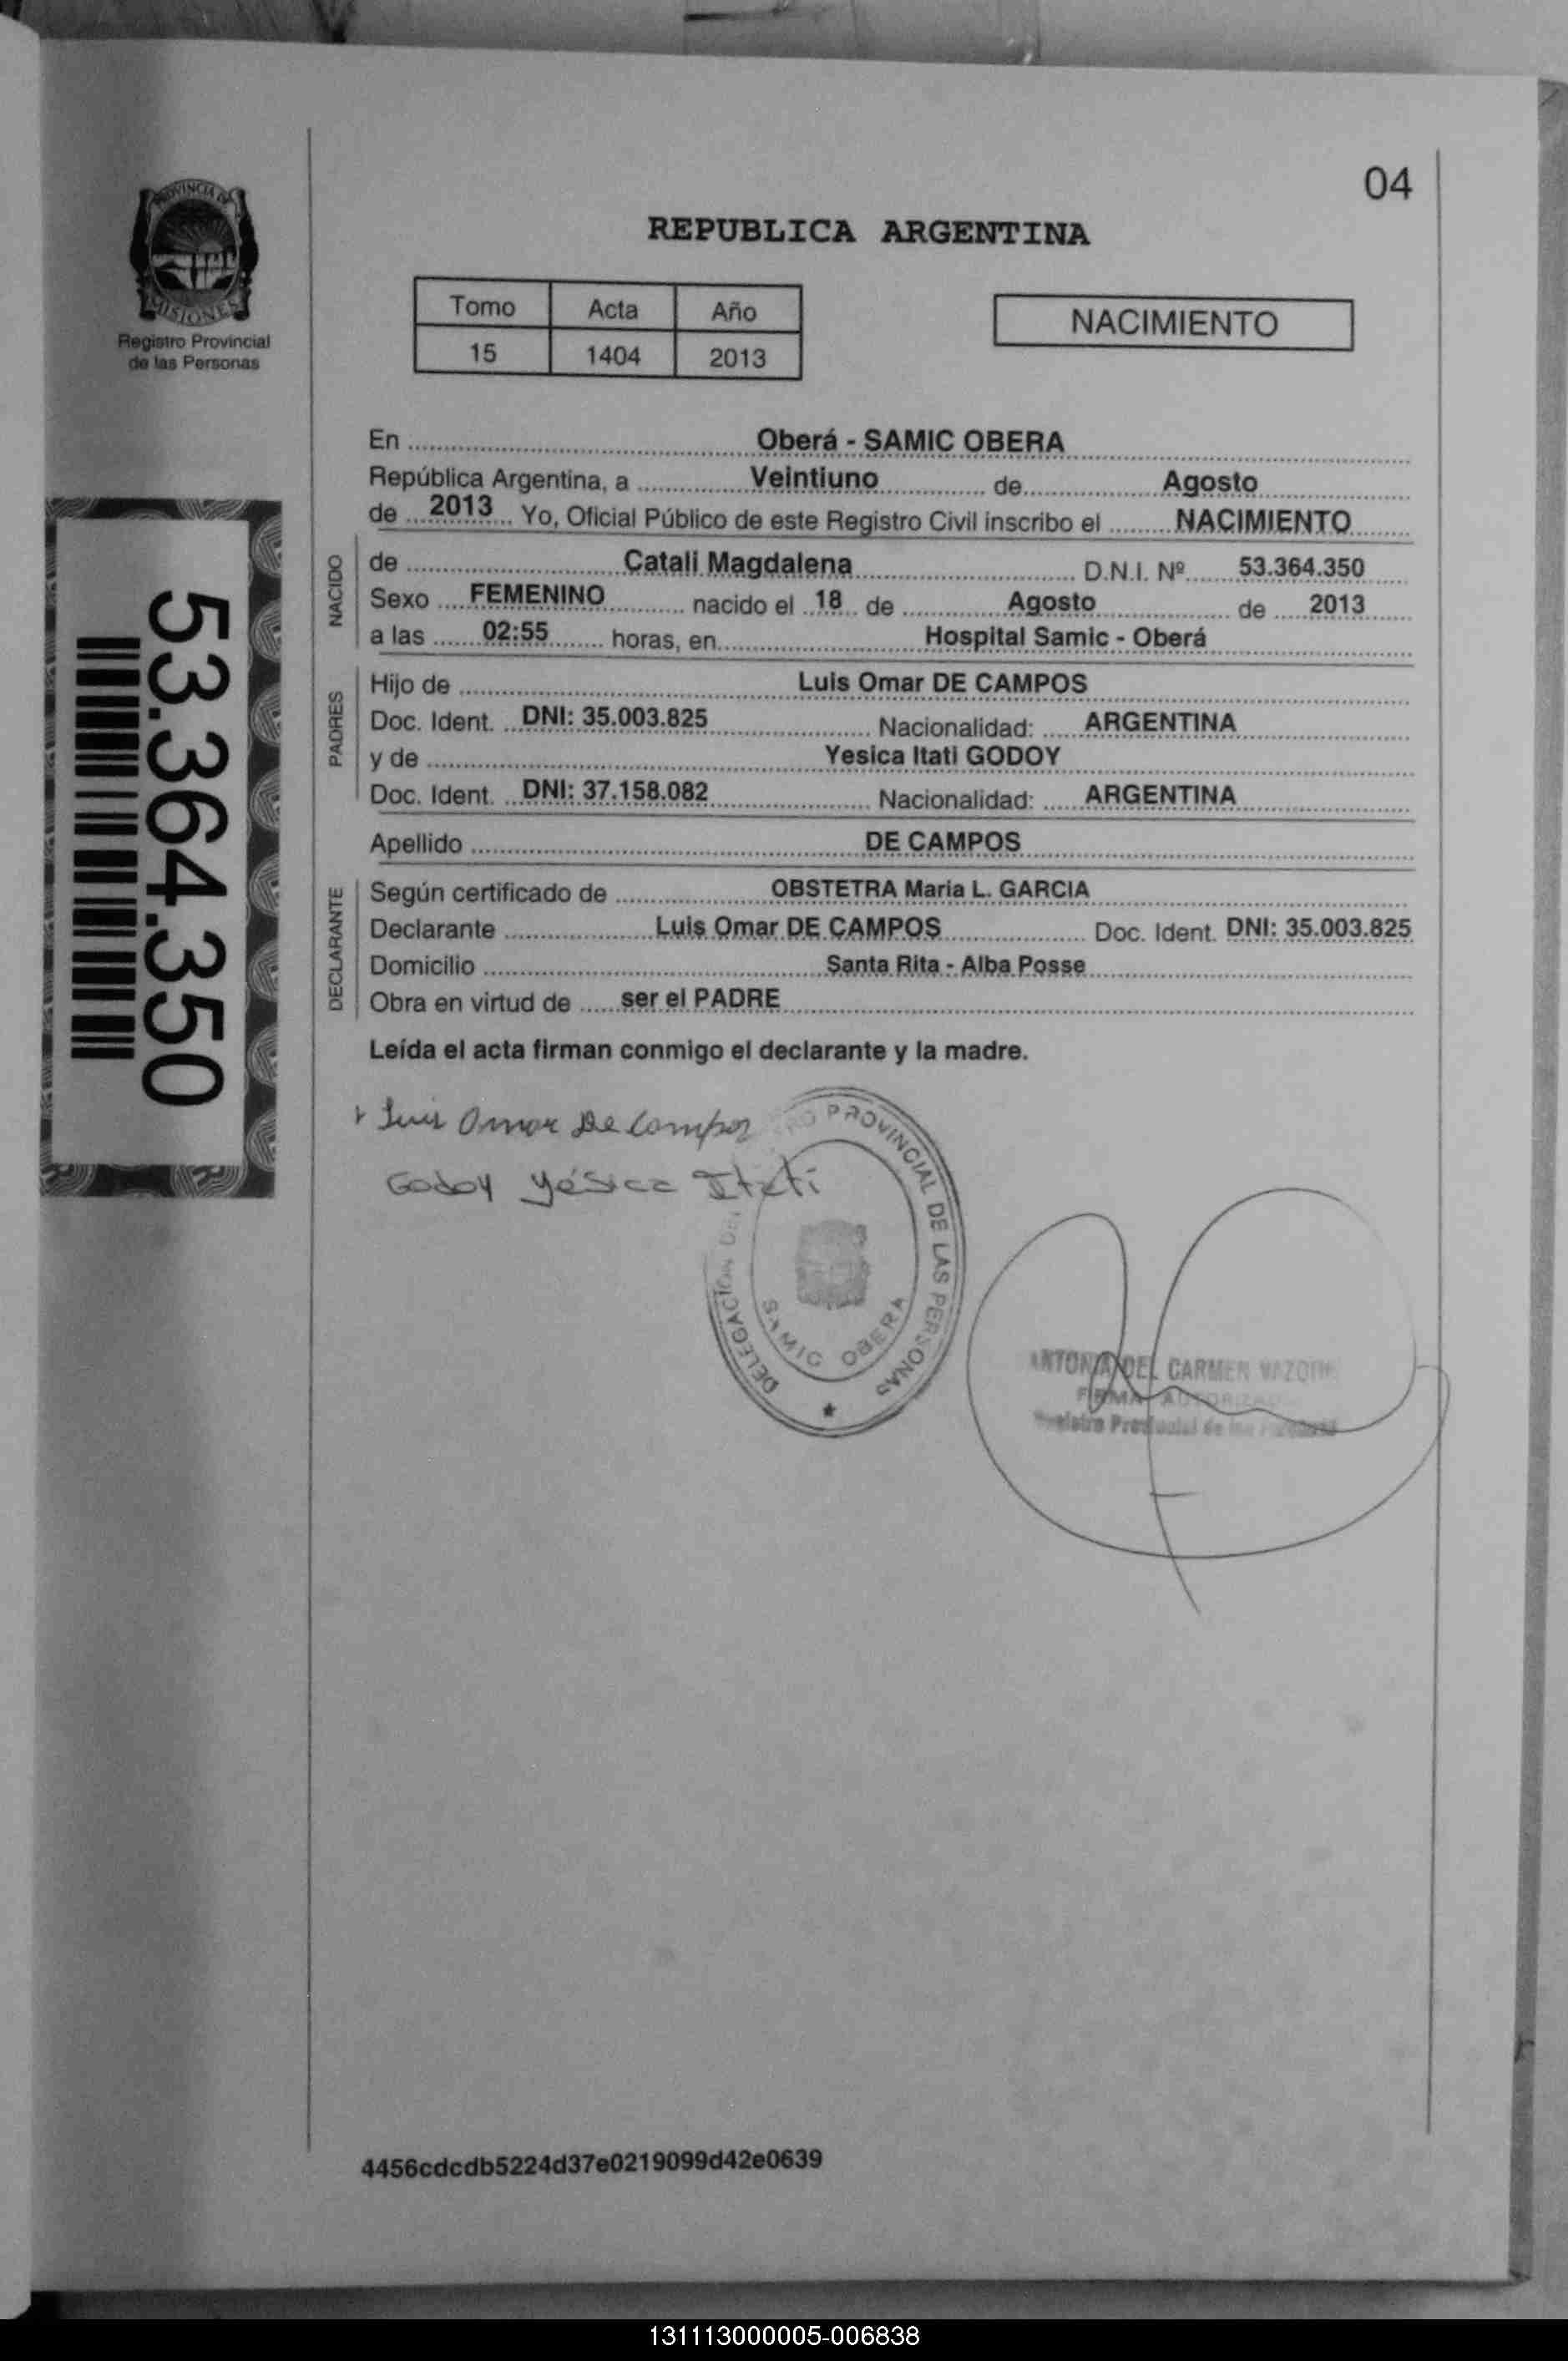 04
PROVINCIA DE
MISIONES
Registro Provincial
de las Personas
REPUBLICA ARGENTINA
Tomo Acta Año
15 1404 2013
NACIMIENTO
En Oberá - SAMIC OBERA
República Argentina, a Veintiuno de Agosto
de 2013 Yo, Oficial Público de este Registro Civil inscribo el NACIMIENTO
NACIDO
de Catali Magdalena D.N.I. Nº 53.364.350
Sexo FEMENINO nacido el 18 de Agosto de 2013
a las 02:55 horas, en Hospital Samic - Oberá
PADRES
Hijo de Luis Omar DE CAMPOS
Doc. Ident. DNI: 35.003.825 Nacionalidad: ARGENTINA
y de Yesica Itati GODOY
Doc. Ident. DNI: 37.158.082 Nacionalidad: ARGENTINA
Apellido DE CAMPOS
DECLARANTE
Según certificado de OBSTETRA Maria L. GARCIA
Declarante Luis Omar DE CAMPOS Doc. Ident. DNI: 35.003.825
Domicilio Santa Rita - Alba Posse
Obra en virtud de ser el PADRE
Leída el acta firman conmigo el declarante y la madre.
53.364.350
Luis Omar De Campos
Godoy Yésica Itati
DELEGACION DEL PROVINCIAL DE LAS PERSONAS
SAMIC OBERA
ANTONIA DEL CARMEN
FIRMA AUTORIZADA
Registro Provincial de las Personas
4456cdcdb5224d37e0219099d42e0639
131113000005-006838